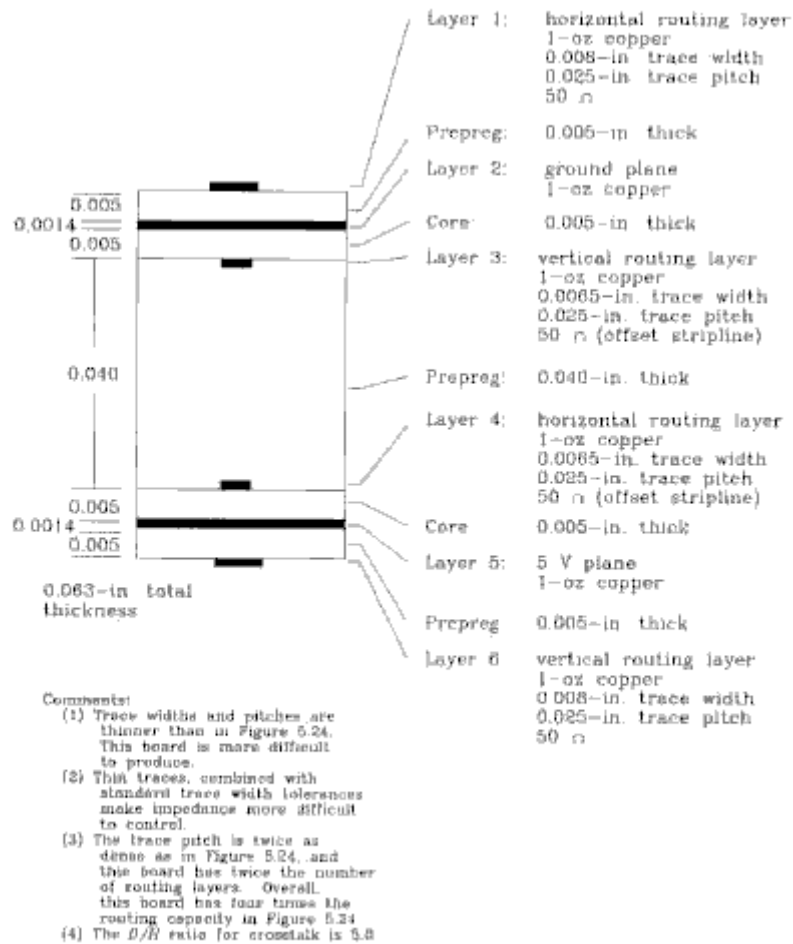 Layer 1: horizontal routing layer
1-oz copper
0.008-in trace width
0.025-in trace pitch
50 Ω
Prepreg: 0.005-in thick
Layer 2: ground plane
1-oz copper
Core 0.005-in thick
Layer 3: vertical routing layer
1-oz copper
0.0065-in. trace width
0.025-in. trace pitch
50 Ω (offset stripline)
Prepreg: 0.040-in. thick
Layer 4: horizontal routing layer
1-oz copper
0.0065-in. trace width
0.025-in. trace pitch
50 Ω (offset stripline)
Core 0.005-in. thick
Layer 5: 5 V plane
1-oz copper
Prepreg 0.005-in thick
Layer 6 vertical routing layer
1-oz copper
0.008-in. trace width
0.025-in. trace pitch
50 Ω
0.005
0.0014
0.005
0.040
0.005
0.0014
0.005
0.063-in total
thickness
Comments:
(1) Trace widths and pitches are
thinner than in Figure 5.24.
This board is more difficult
to produce.
(2) Thin traces, combined with
standard trace width tolerances
make impedance more difficult
to control.
(3) The trace pitch is twice as
dense as in Figure 5.24, and
this board has twice the number
of routing layers. Overall,
this board has four times the
routing capacity in Figure 5.24
(4) The D/H ratio for crosstalk is 5.0